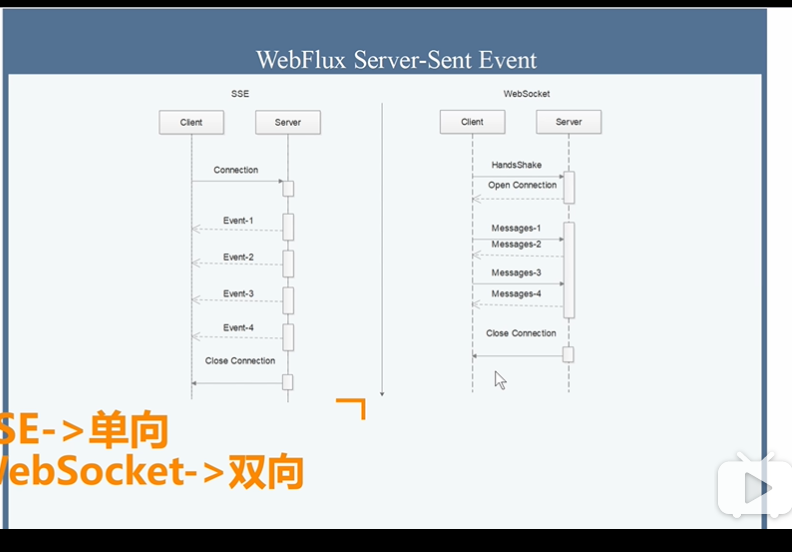 WebFlux Server-Sent Event
SSE
Client
Server
Connection
Event-1
Event-2
Event-3
Event-4
Close Connection
WebSocket
Client
Server
HandsShake
Open Connection
Messages-1
Messages-2
Messages-3
Messages-4
Close Connection
SE->单向
WebSocket->双向